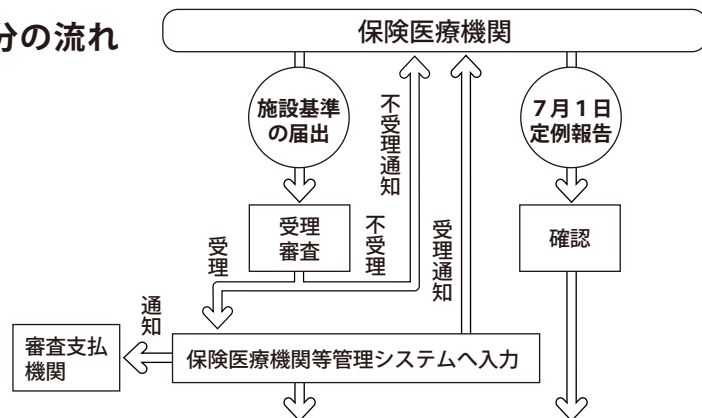 分の流れ
保険医療機関
施設基準
の届出
不受理通知
7月1日
定例報告
受理
審査
受理
不受理
受理通知
確認
通知
審査支払
機関
保険医療機関等管理システムへ入力